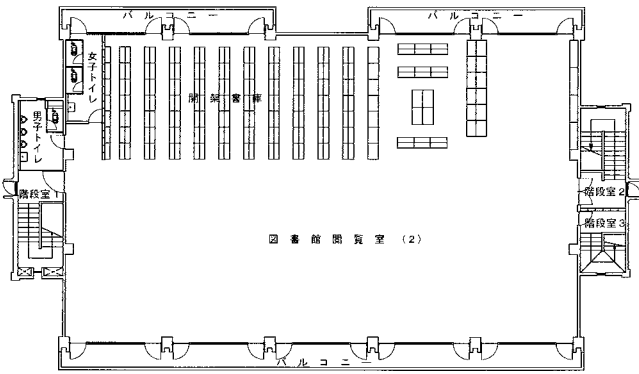 バルコニー
バルコニー
女子トイレ
開架書庫
男子トイレ
階段室1
階段室2
階段室3
図書館閲覧室(2)
バルコニー